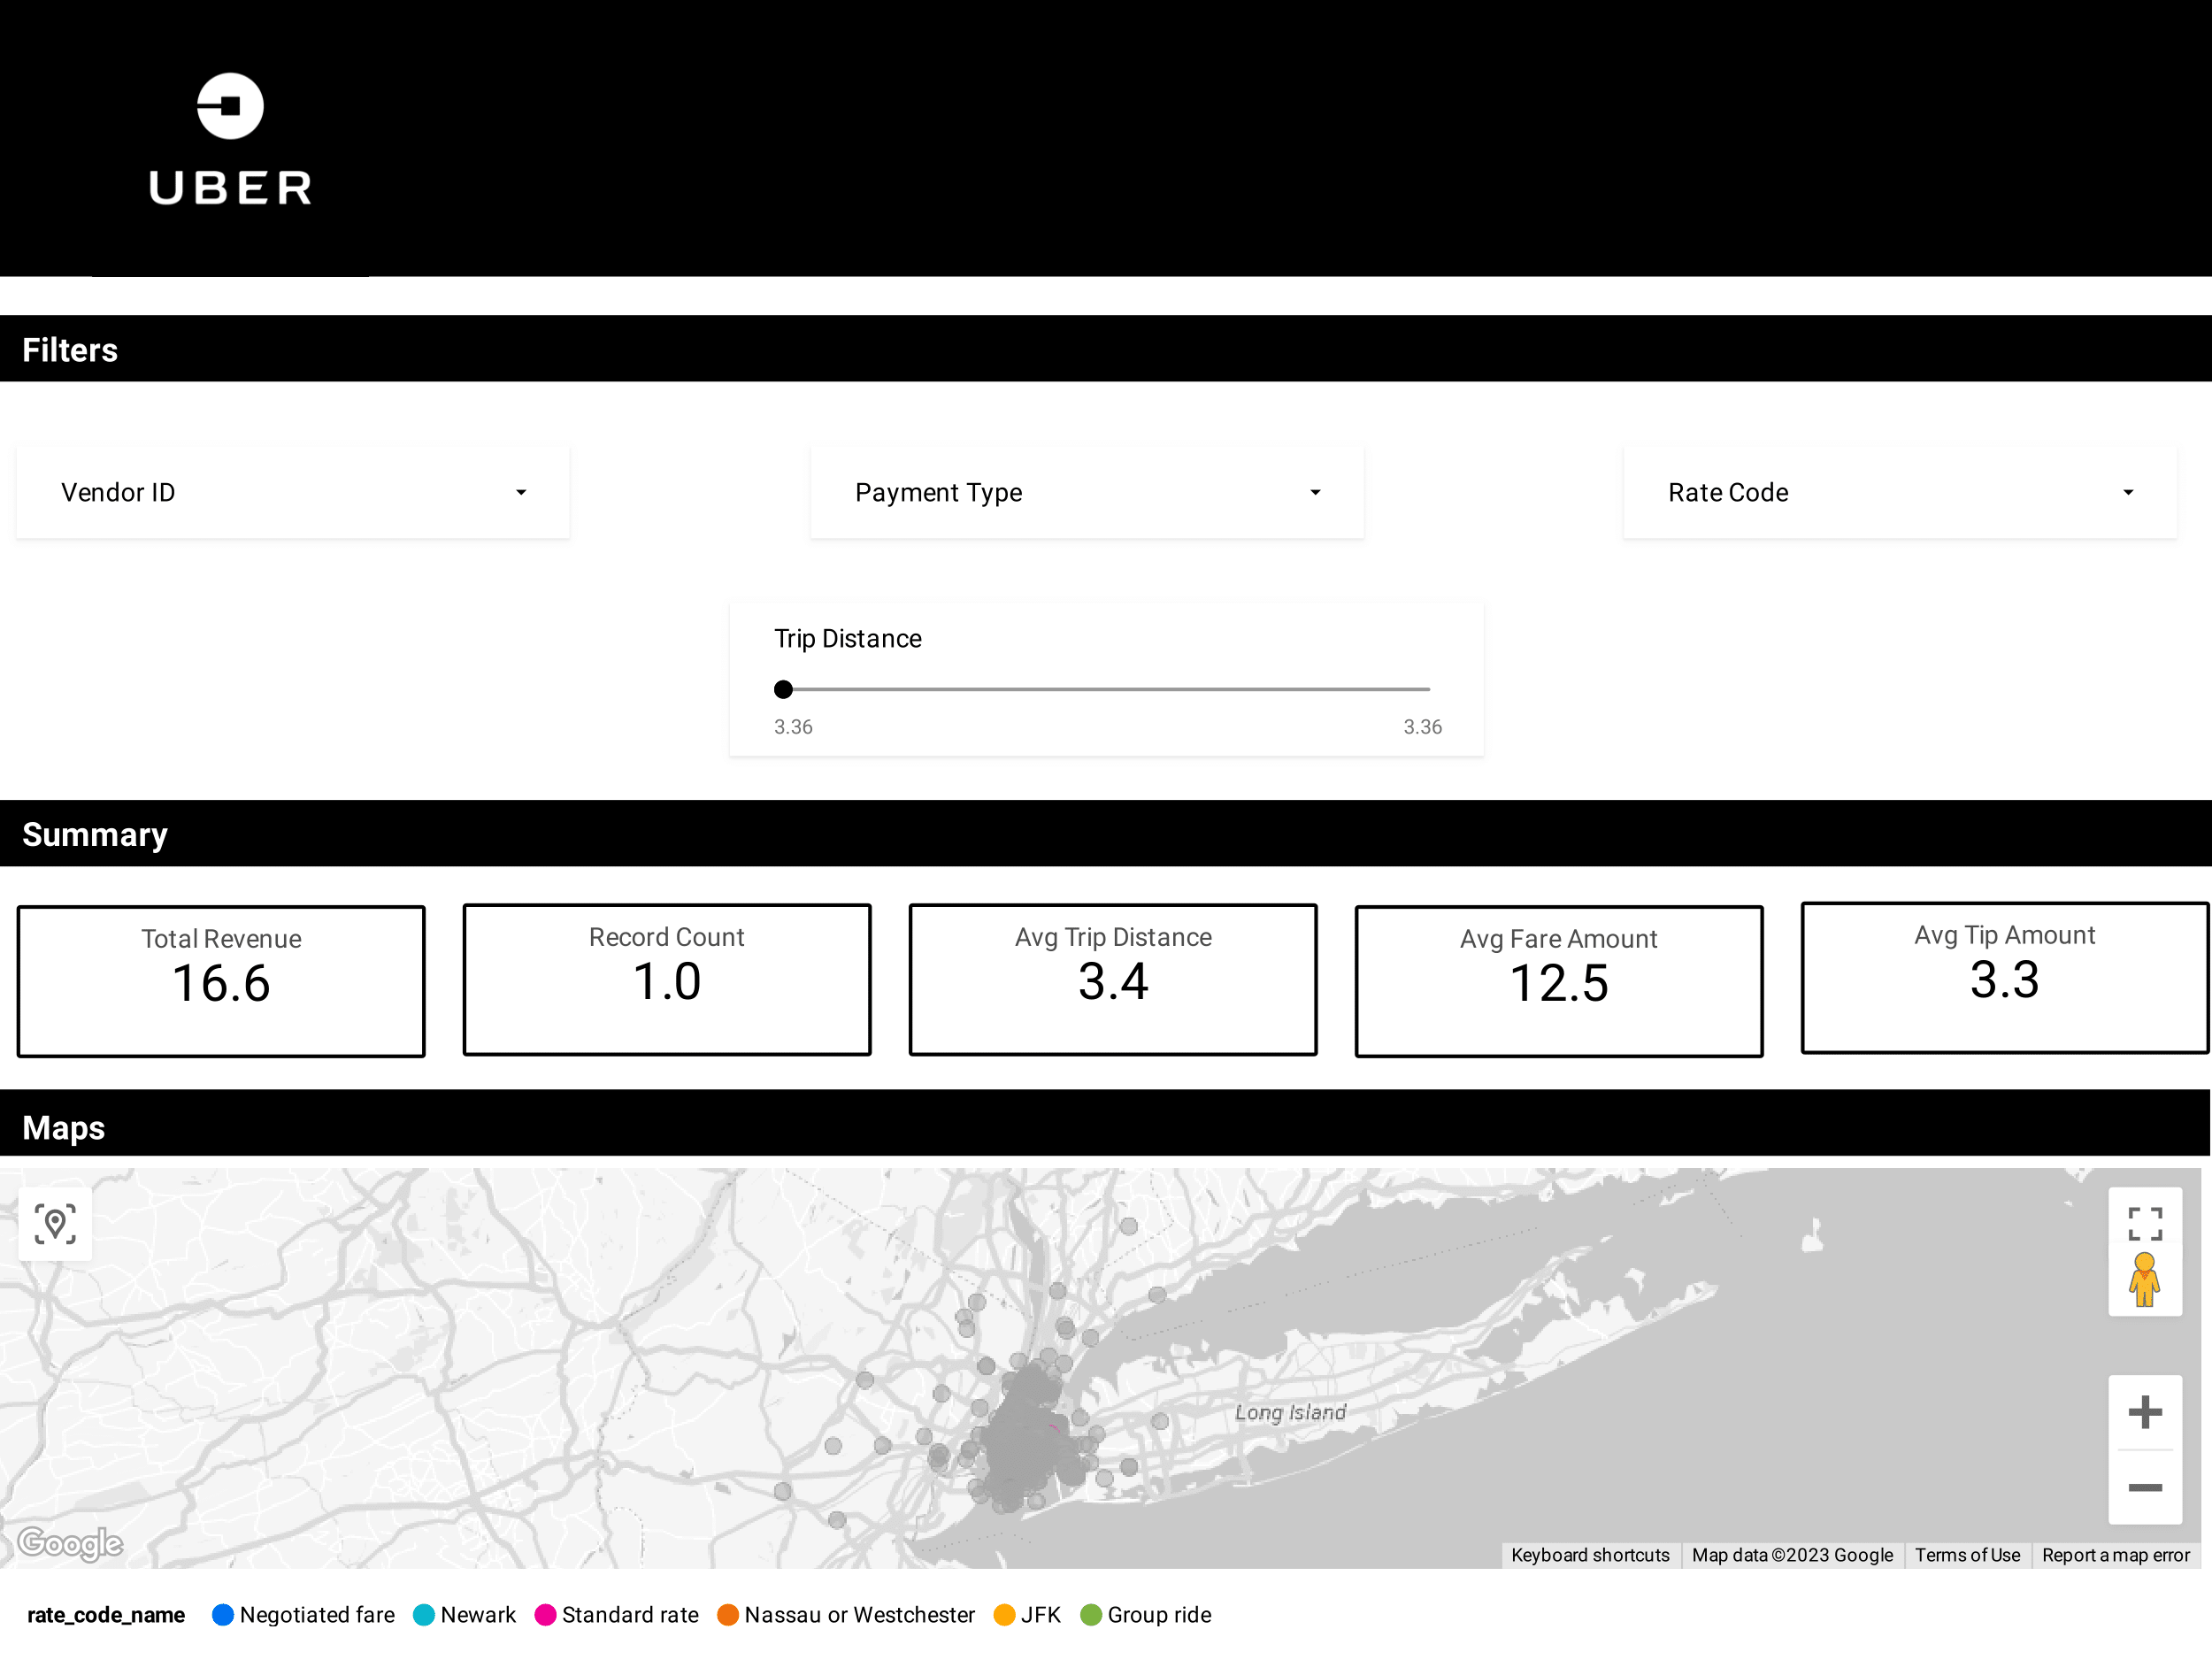 UBER
Filters
Vendor ID
Payment Type
Rate Code
Trip Distance
3.36 3.36
Summary
Total Revenue
16.6
Record Count
1.0
Avg Trip Distance
3.4
Avg Fare Amount
12.5
Avg Tip Amount
3.3
Maps
Long Island
Google
Keyboard shortcuts Map data ©2023 Google Terms of Use Report a map error
rate_code_name Negotiated fare Newark Standard rate Nassau or Westchester JFK Group ride